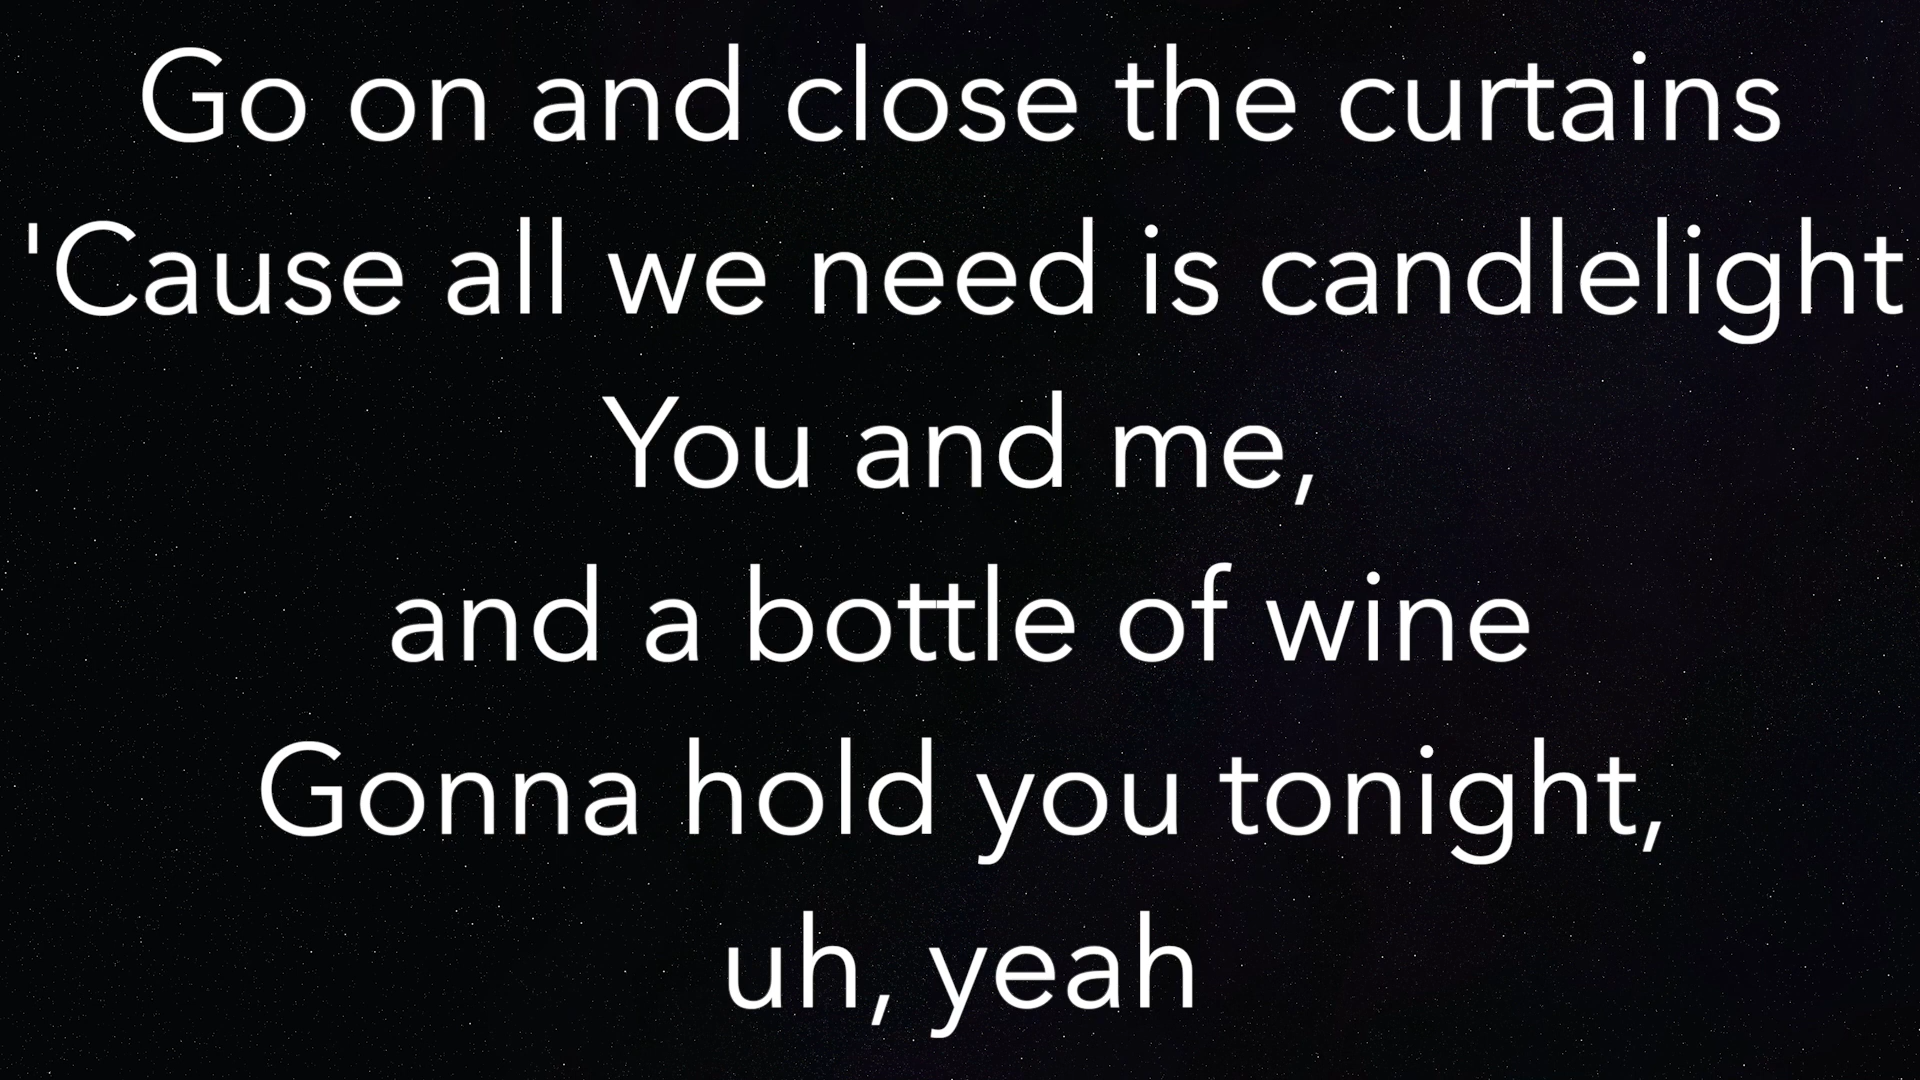 Go on and close the curtains
'Cause all we need is candlelight
You and me,
and a bottle of wine
Gonna hold you tonight,
uh, yeah